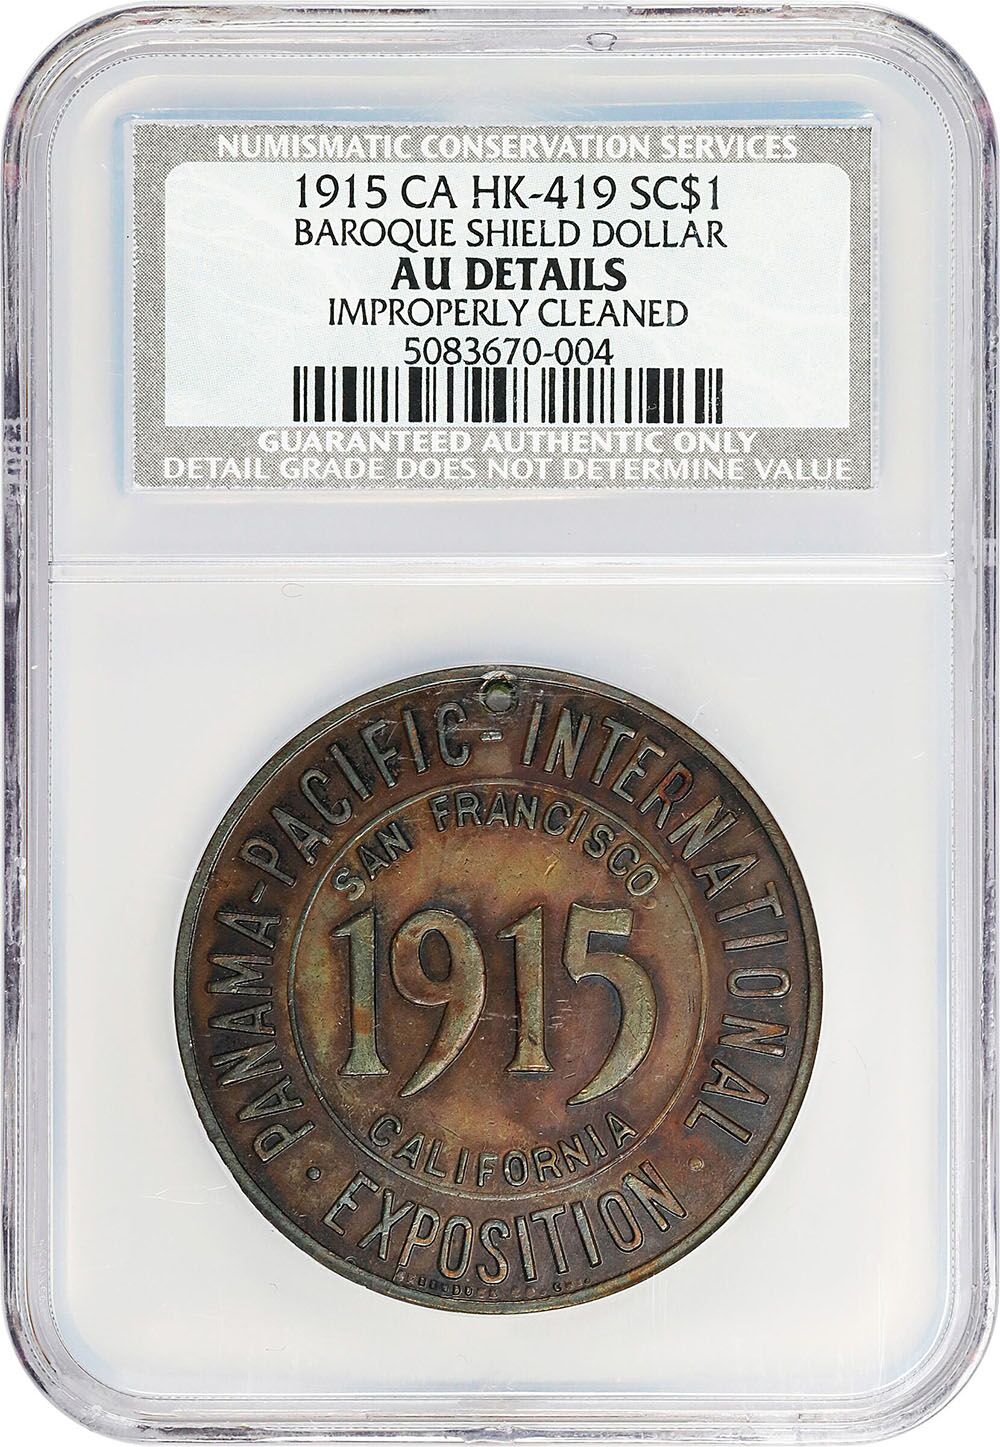 NUMISMATIC CONSERVATION SERVICES
1915 CA HK-419 SC$1
BAROQUE SHIELD DOLLAR
AU DETAILS
IMPROPERLY CLEANED
5083670-004
GUARANTEED AUTHENTIC ONLY
DETAIL GRADE DOES NOT DETERMINE VALUE
PANAMA-PACIFIC-INTERNATIONAL
SAN FRANCISCO
1915
CALIFORNIA
· EXPOSITION ·